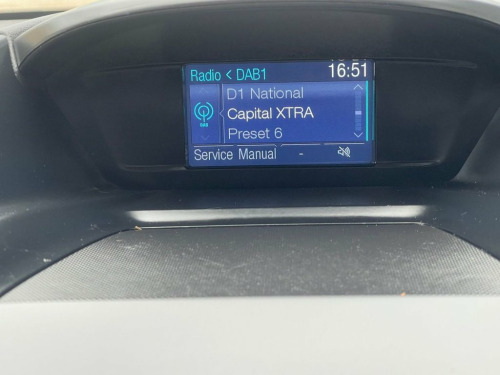 Radio < DAB1 16:51
D1 National
Capital XTRA
Preset 6
Service Manual -